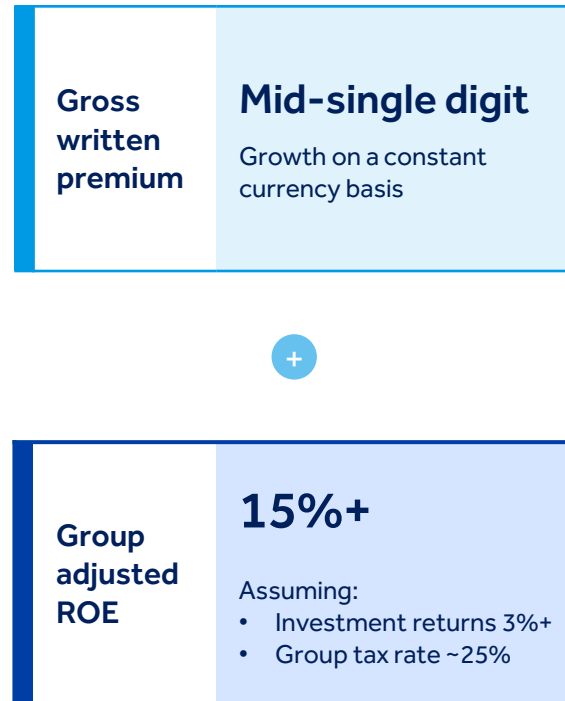 Gross
written
premium
Mid-single digit
Growth on a constant
currency basis
+
Group
adjusted
ROE
15%+
Assuming:
• Investment returns 3%+
• Group tax rate ~25%